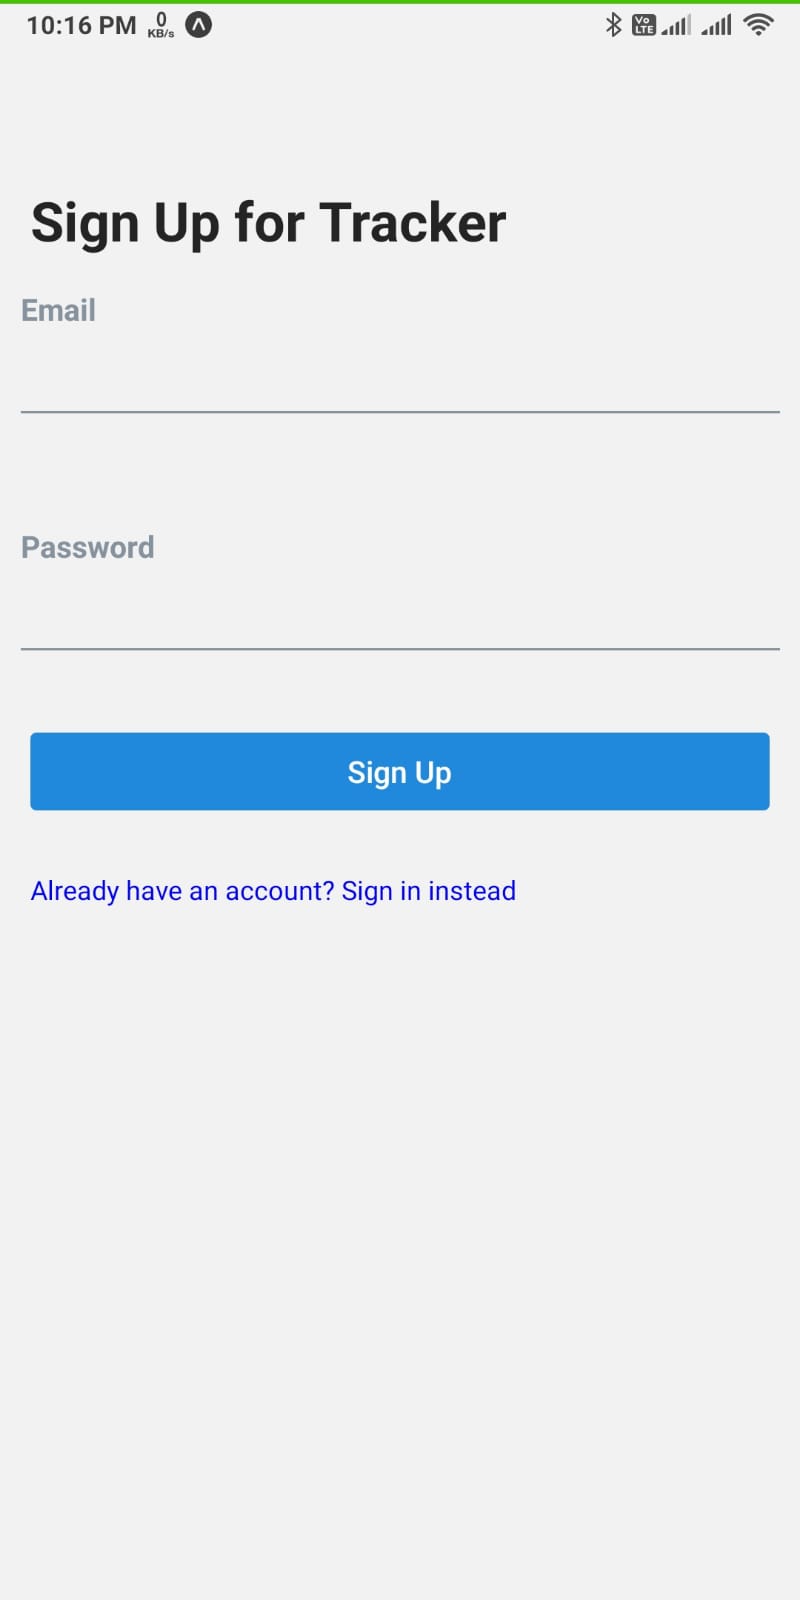 10:16 PM 0 KB/s Vo LTE
Sign Up for Tracker
Email
Password
Sign Up
Already have an account? Sign in instead